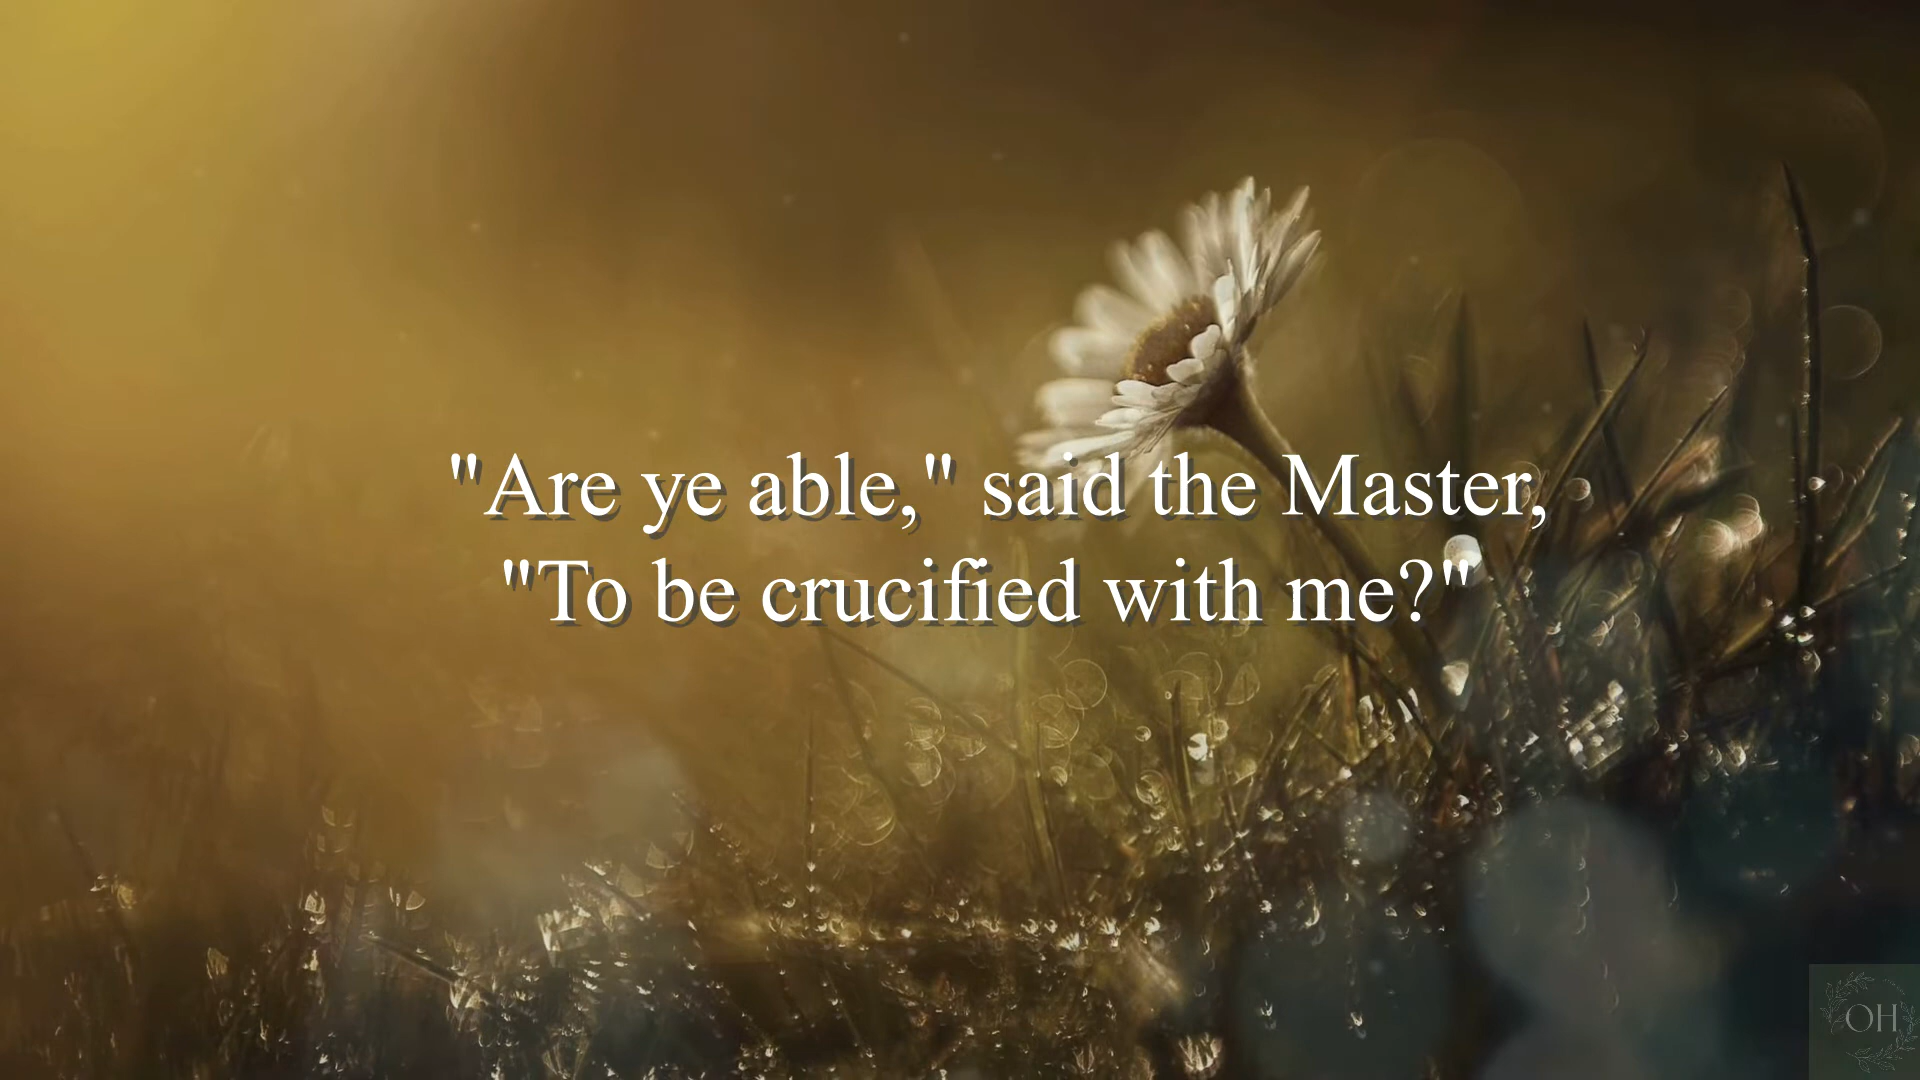 "Are ye able," said the Master,
"To be crucified with me?"
OH